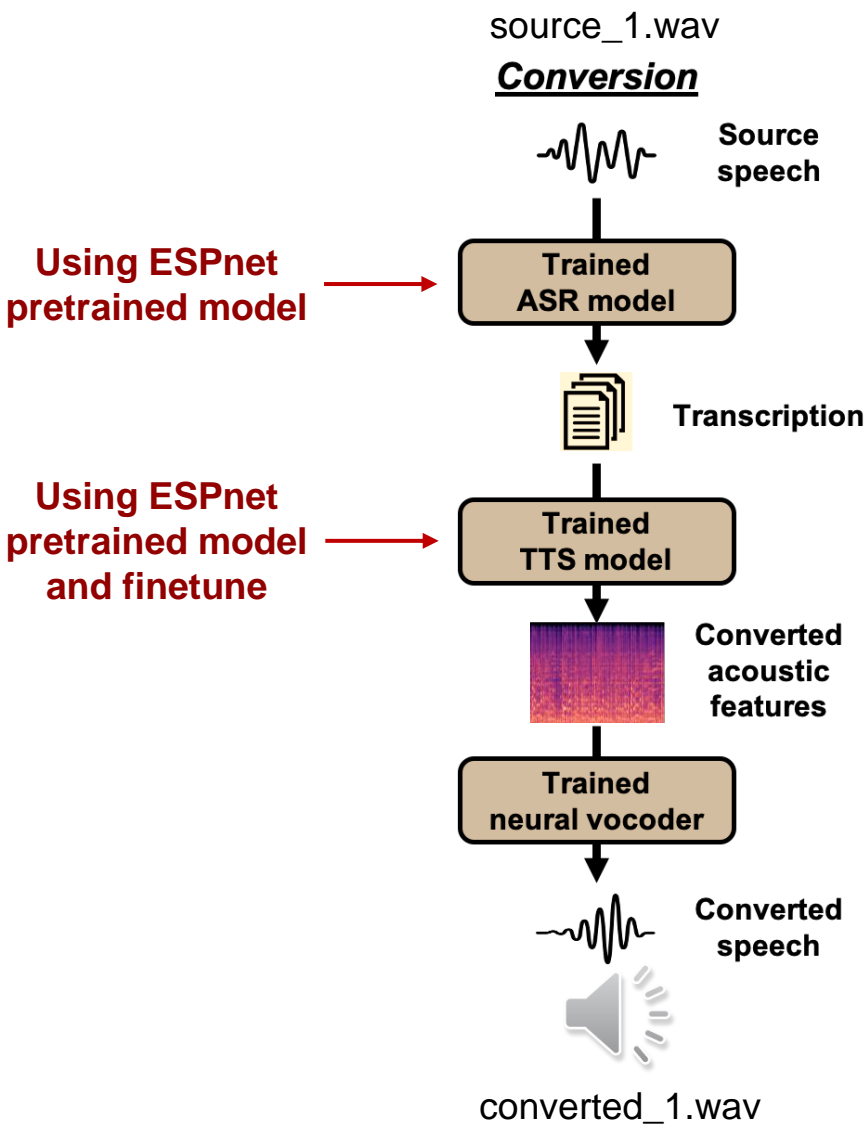 source_1.wav
Conversion
Source
speech
Using ESPnet
pretrained model
Trained
ASR model
Transcription
Using ESPnet
pretrained model
and finetune
Trained
TTS model
Converted
acoustic
features
Trained
neural vocoder
Converted
speech
converted_1.wav